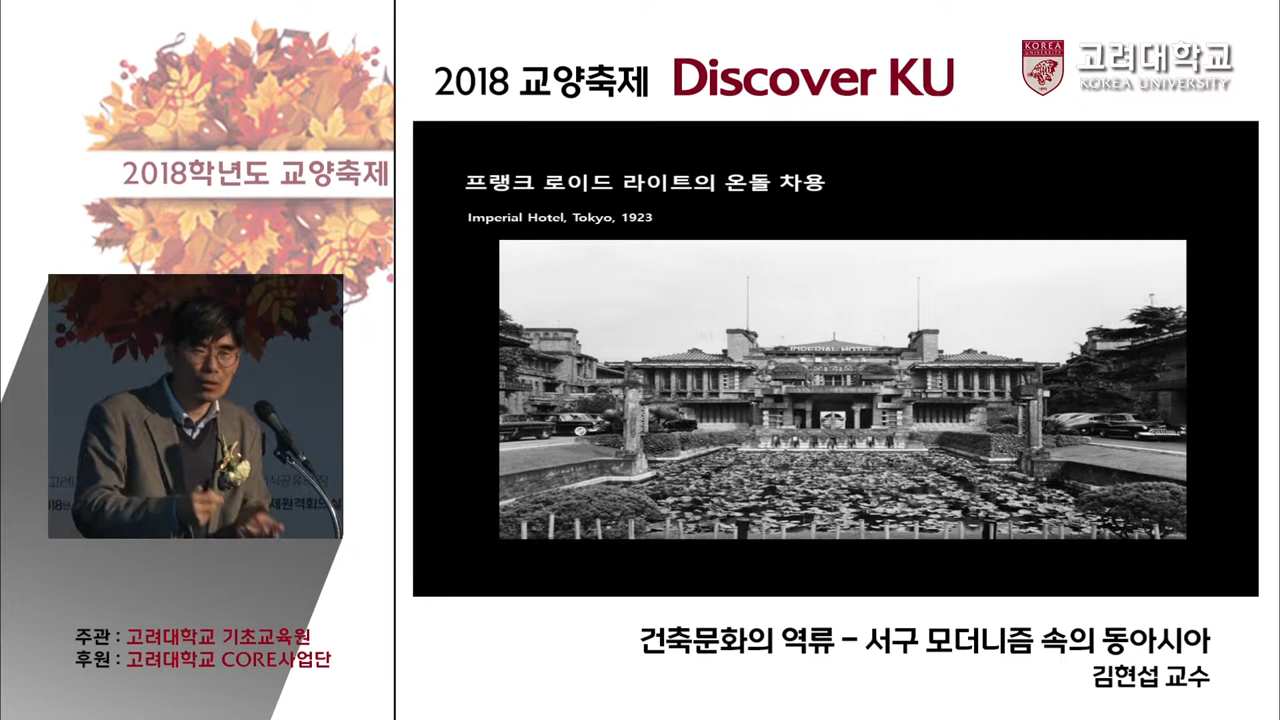 2018 교양축제 Discover KU
KOREA
UNIVERSITY
고려대학교
KOREA UNIVERSITY
2018학년도 교양축제
프랭크 로이드 라이트의 온돌 차용
Imperial Hotel, Tokyo, 1923
IMPERIAL HOTEL
주관 : 고려대학교 기초교육원
후원 : 고려대학교 CORE사업단
건축문화의 역류 – 서구 모더니즘 속의 동아시아
김현섭 교수